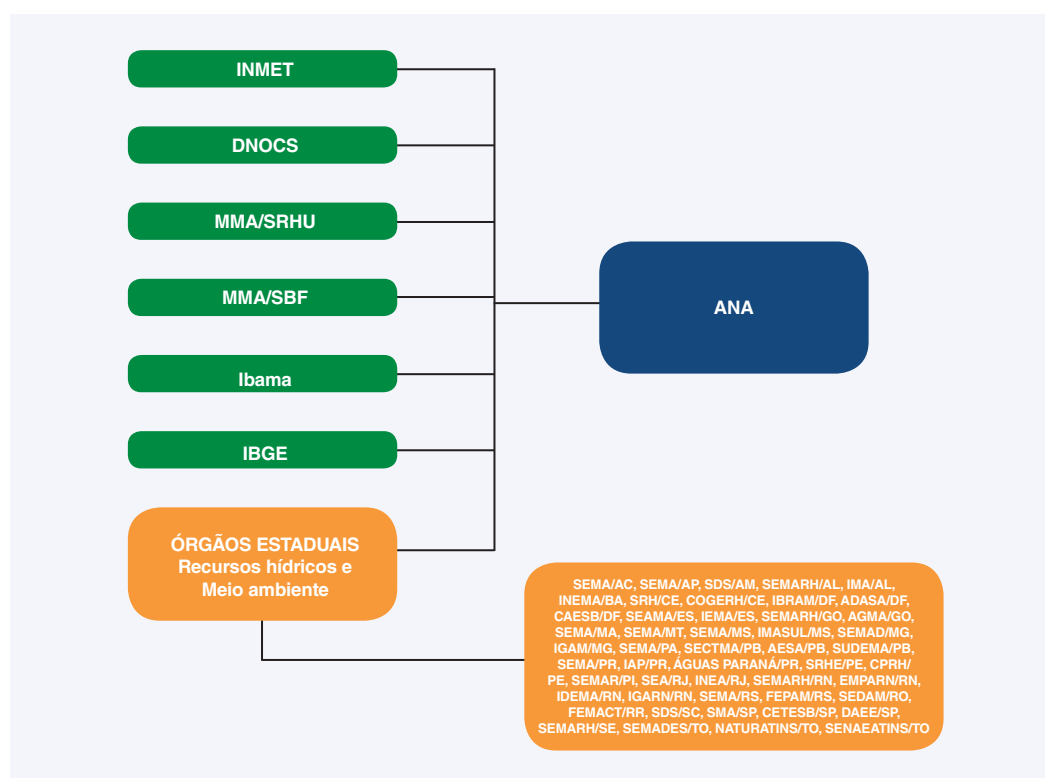 INMET
DNOCS
MMA/SRHU
MMA/SBF
Ibama
IBGE
ÓRGÃOS ESTADUAIS
Recursos hídricos e
Meio ambiente
ANA
SEMA/AC, SEMA/AP, SDS/AM, SEMARH/AL, IMA/AL,
INEMA/BA, SRH/CE, COGERH/CE, IBRAM/DF, ADASA/DF,
CAESB/DF, SEAMA/ES, IEMA/ES, SEMARH/GO, AGMA/GO,
SEMA/MA, SEMA/MT, SEMA/MS, IMASUL/MS, SEMAD/MG,
IGAM/MG, SEMA/PA, SECTMA/PB, AESA/PB, SUDEMA/PB,
SEMA/PR, IAP/PR, ÁGUAS PARANÁ/PR, SRHE/PE, CPRH/
PE, SEMAR/PI, SEA/RJ, INEA/RJ, SEMARH/RN, EMPARN/RN,
IDEMA/RN, IGARN/RN, SEMA/RS, FEPAM/RS, SEDAM/RO,
FEMACT/RR, SDS/SC, SMA/SP, CETESB/SP, DAEE/SP,
SEMARH/SE, SEMADES/TO, NATURATINS/TO, SENAEATINS/TO